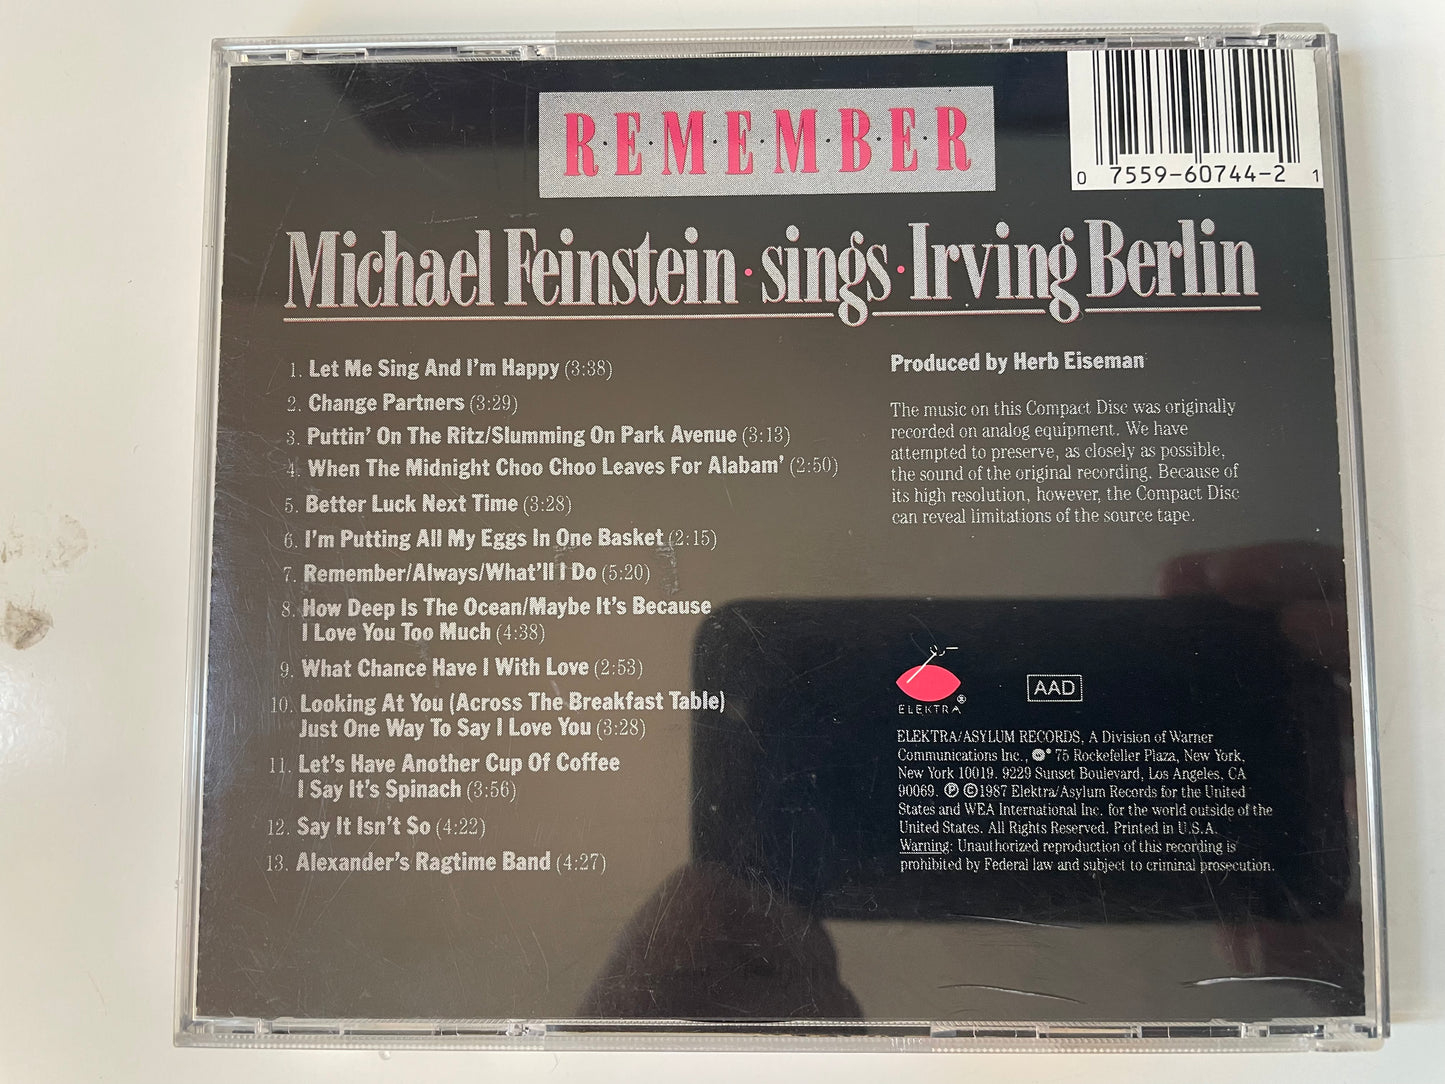 R·E·M·E·M·B·E·R
0 7559-60744-2 1
Michael Feinstein · sings · Irving Berlin
1. Let Me Sing And I'm Happy (3:38)
2. Change Partners (3:29)
3. Puttin' On The Ritz/Slumming On Park Avenue (3:13)
4. When The Midnight Choo Choo Leaves For Alabam' (2:50)
5. Better Luck Next Time (3:28)
6. I'm Putting All My Eggs In One Basket (2:15)
7. Remember/Always/What'll I Do (5:20)
8. How Deep Is The Ocean/Maybe It's Because
I Love You Too Much (4:38)
9. What Chance Have I With Love (2:53)
10. Looking At You (Across The Breakfast Table)
Just One Way To Say I Love You (3:28)
11. Let's Have Another Cup Of Coffee
I Say It's Spinach (3:56)
12. Say It Isn't So (4:22)
13. Alexander's Ragtime Band (4:27)
Produced by Herb Eiseman
The music on this Compact Disc was originally
recorded on analog equipment. We have
attempted to preserve, as closely as possible,
the sound of the original recording. Because of
its high resolution, however, the Compact Disc
can reveal limitations of the source tape.
ELEKTRA®
AAD
ELEKTRA/ASYLUM RECORDS, A Division of Warner
Communications Inc., 75 Rockefeller Plaza, New York,
New York 10019. 9229 Sunset Boulevard, Los Angeles, CA
90069. ℗ ©1987 Elektra/Asylum Records for the United
States and WEA International Inc. for the world outside of the
United States. All Rights Reserved. Printed in U.S.A.
Warning: Unauthorized reproduction of this recording is
prohibited by Federal law and subject to criminal prosecution.